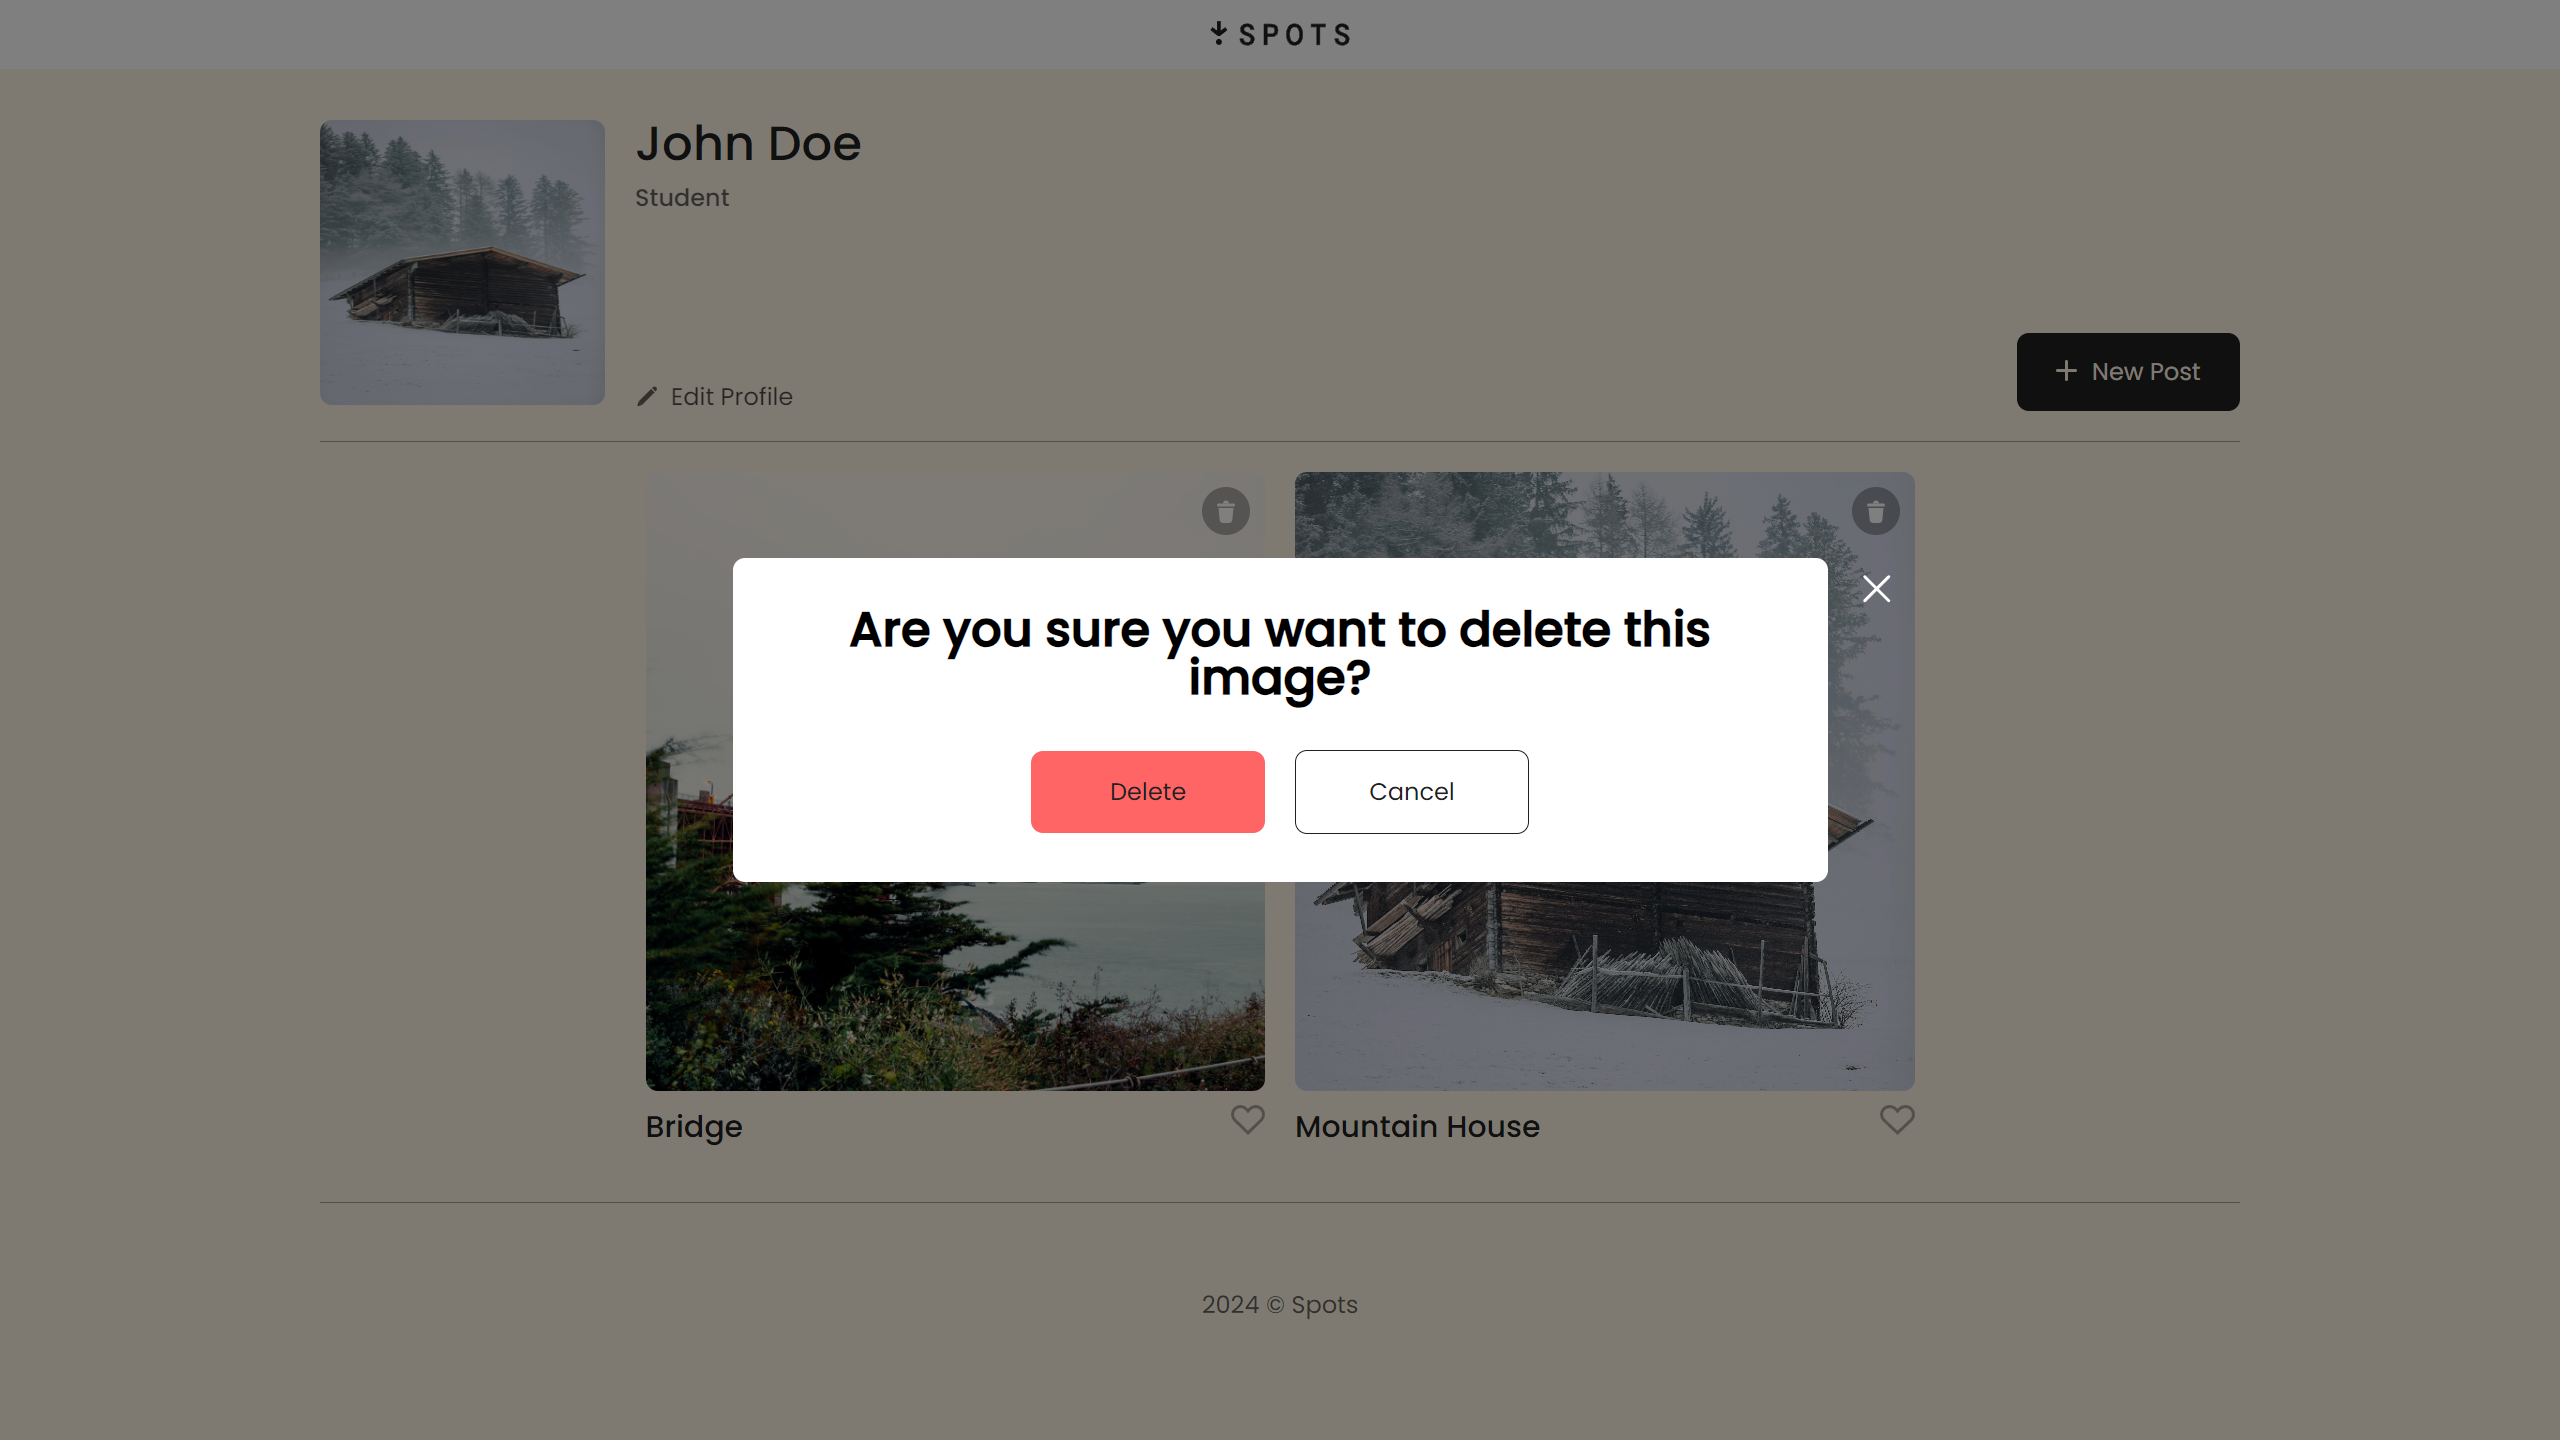 SPOTS
John Doe
Student
Edit Profile
New Post
Are you sure you want to delete this
image?
Delete
Cancel
Bridge
Mountain House
2024 © Spots